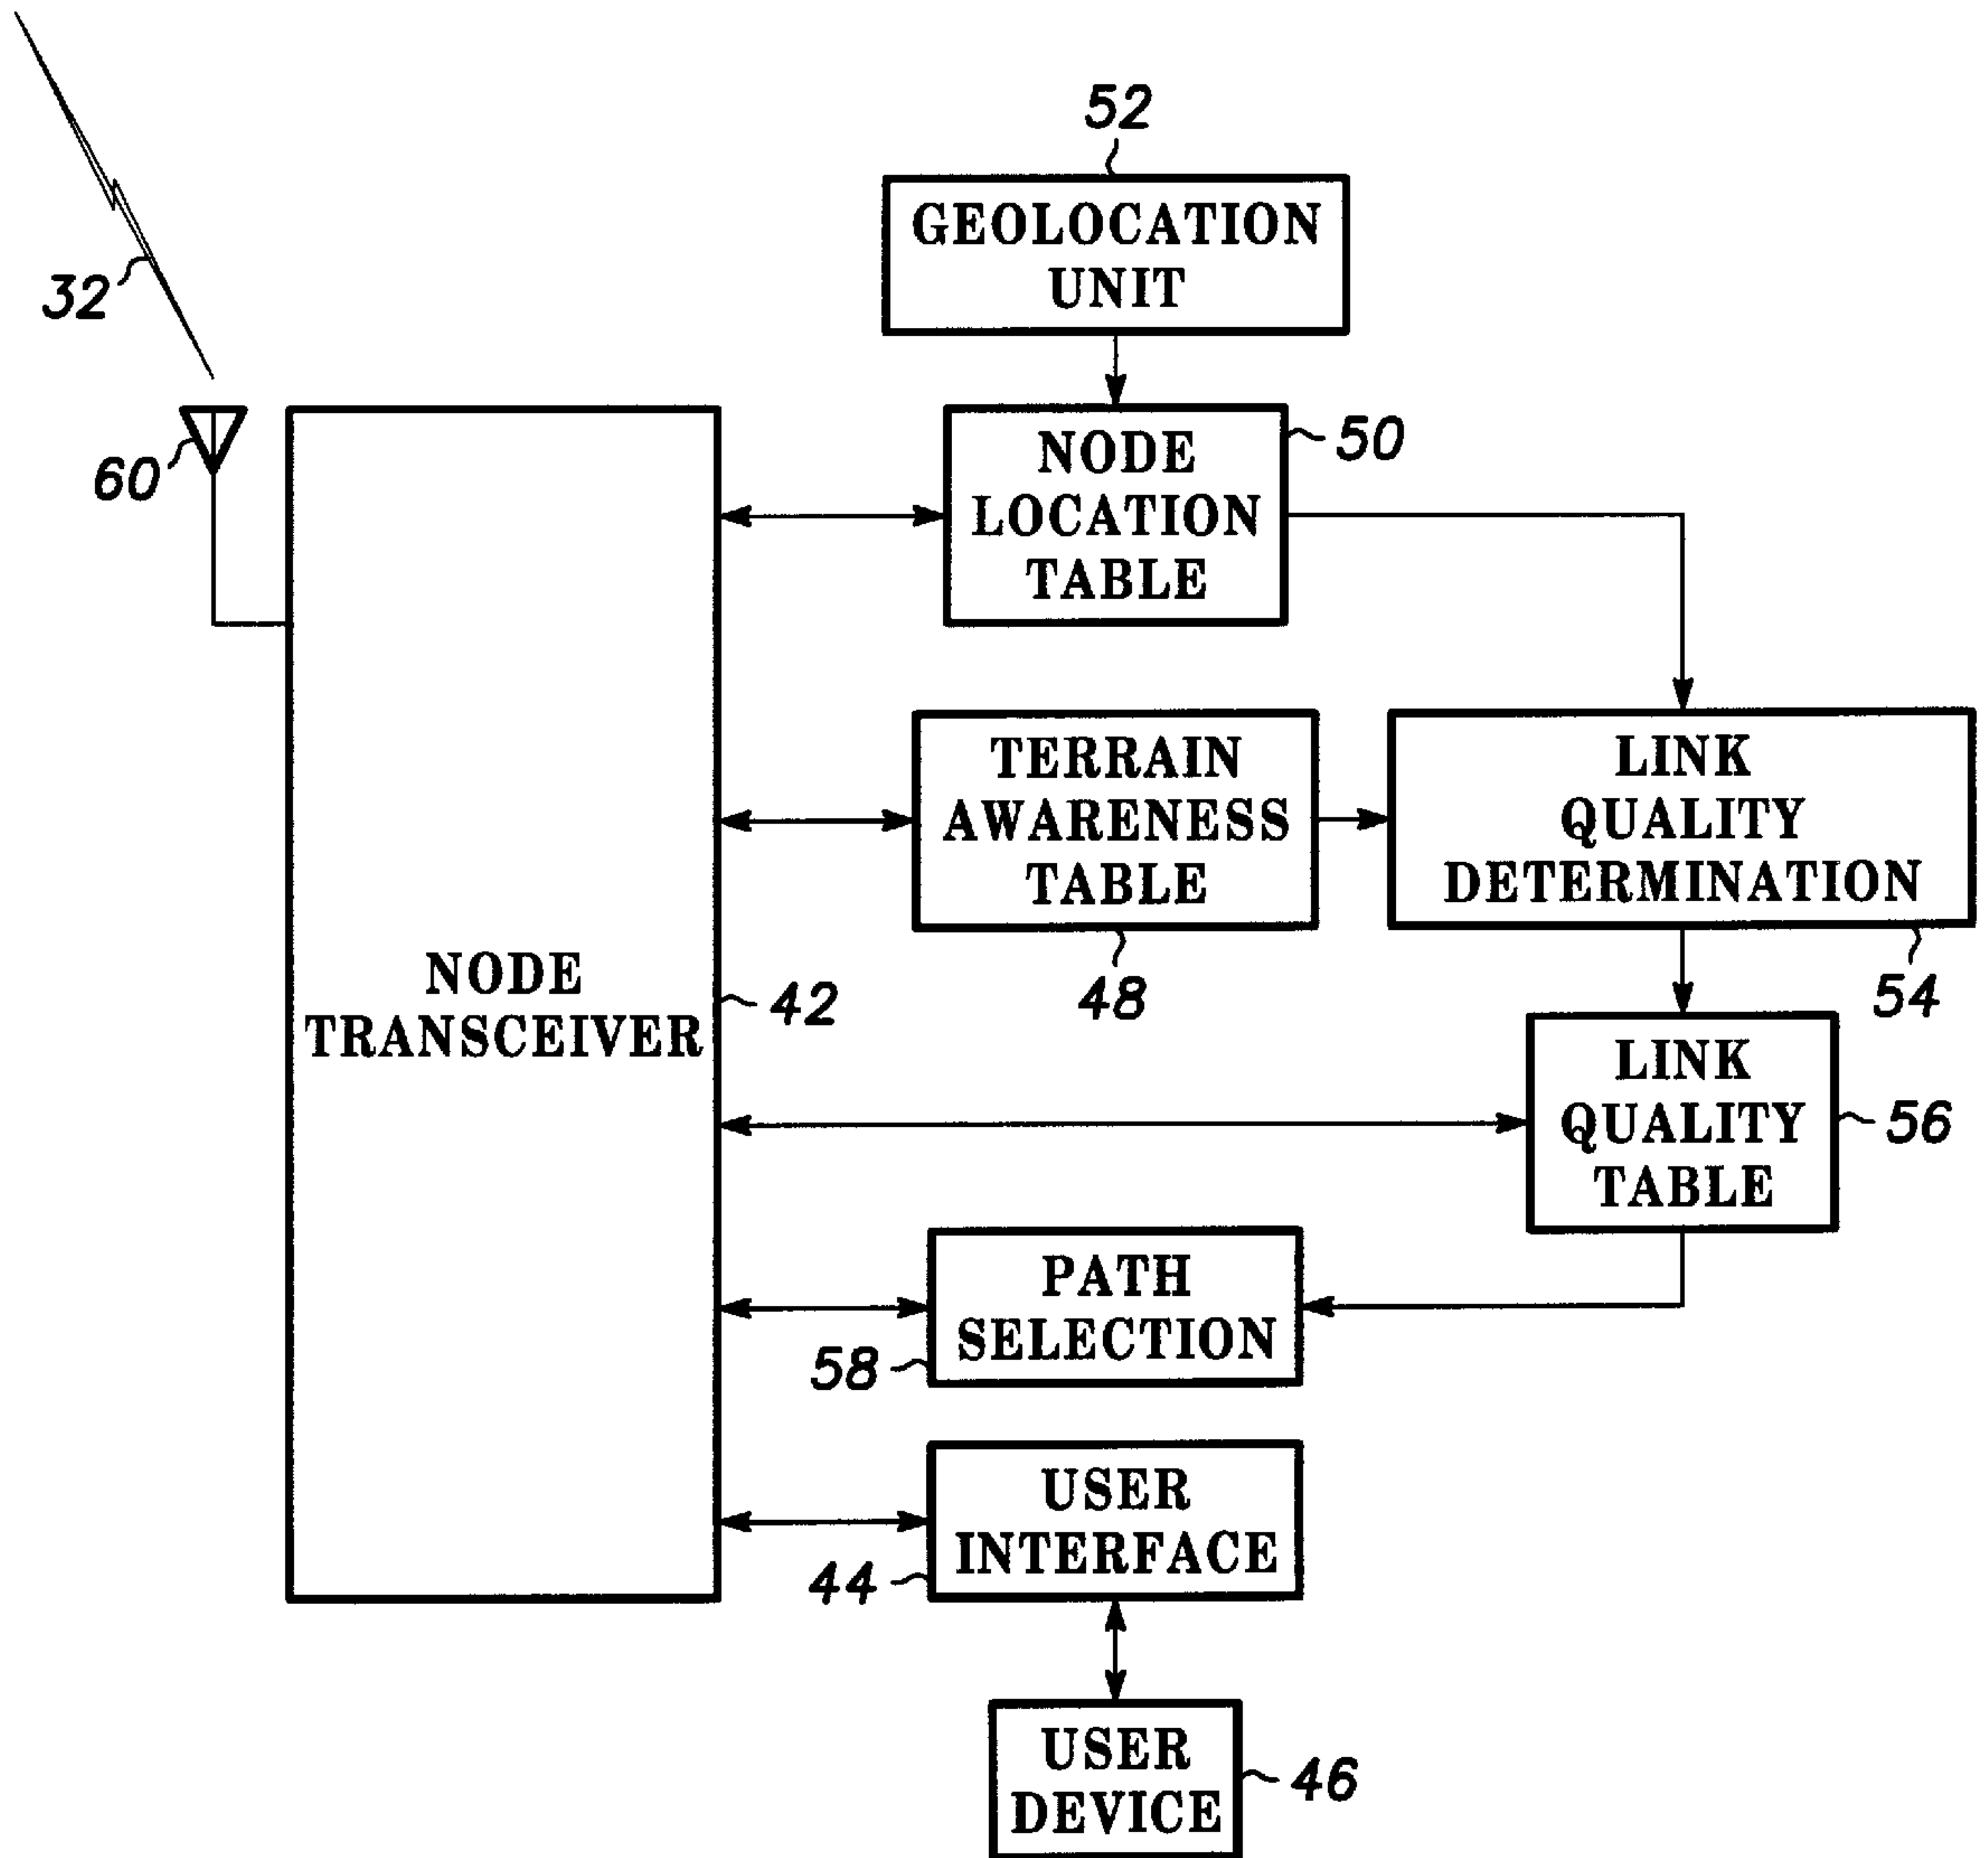 52
GEOLOCATION
UNIT
32
60
NODE
LOCATION
TABLE
50
TERRAIN
AWARENESS
TABLE
48
LINK
QUALITY
DETERMINATION
54
NODE
TRANSCEIVER
42
LINK
QUALITY
TABLE
56
PATH
SELECTION
58
USER
INTERFACE
44
USER
DEVICE
46